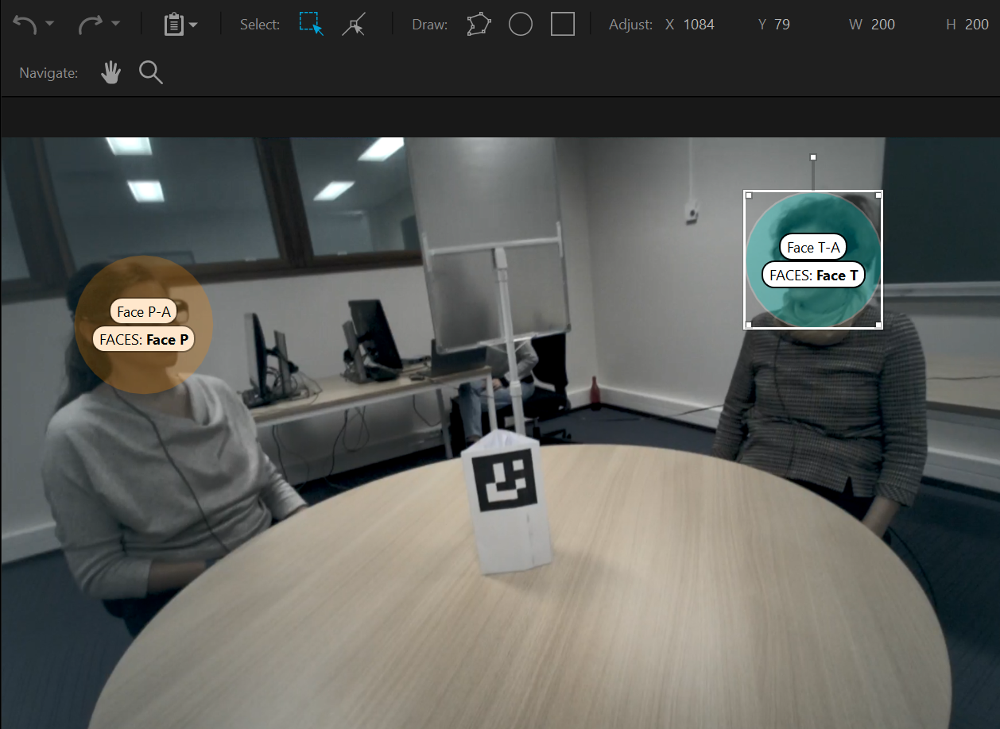 Select: Draw: Adjust: X 1084 Y 79 W 200 H 200
Navigate:
Face T-A
FACES: Face T
Face P-A
FACES: Face P